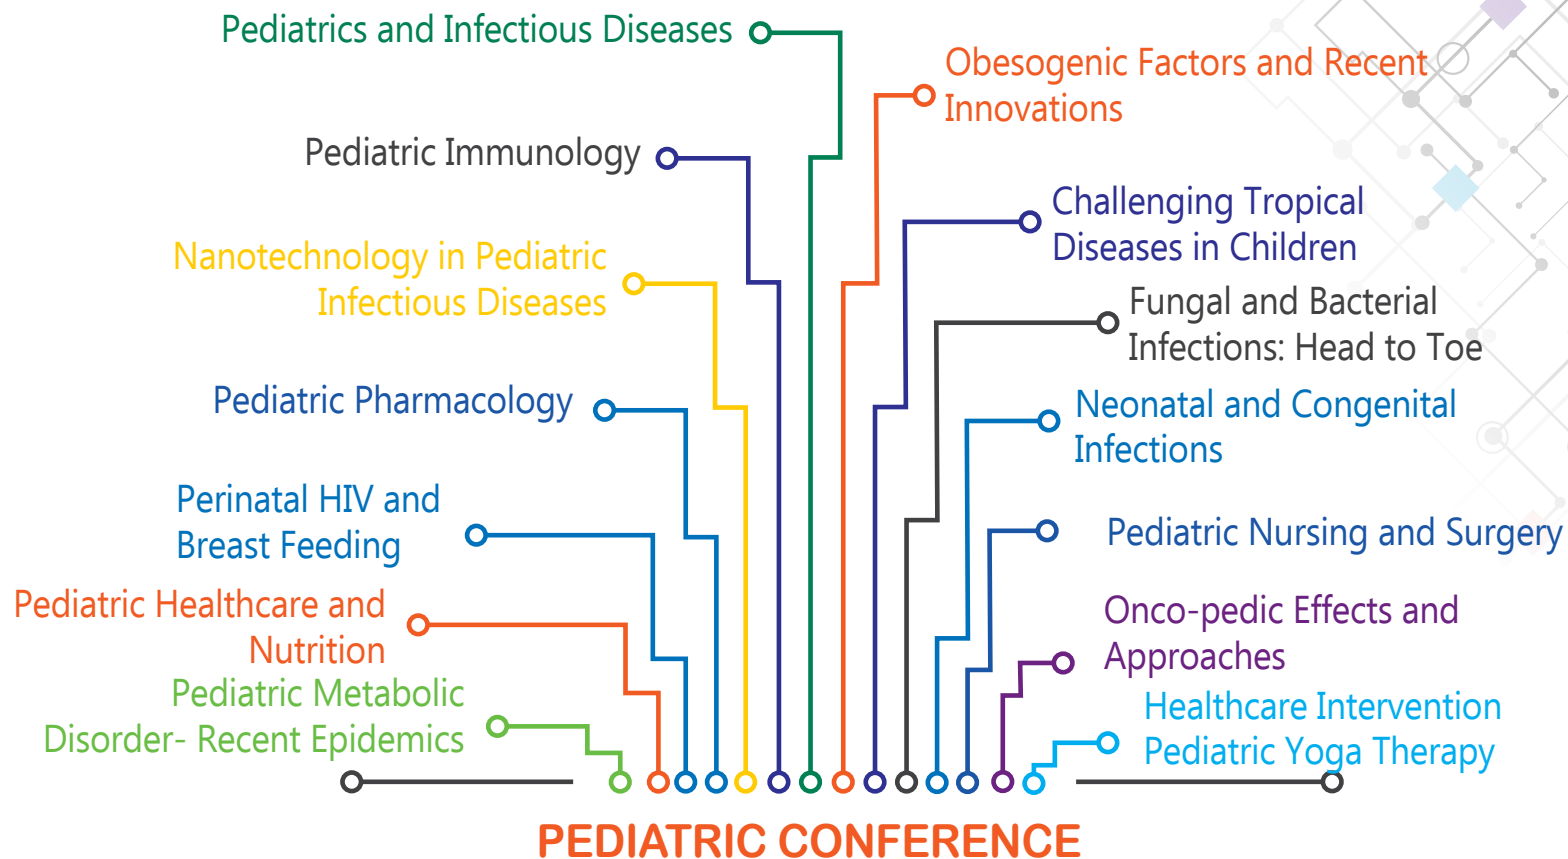 Pediatrics and Infectious Diseases
Pediatric Immunology
Nanotechnology in Pediatric
Infectious Diseases
Pediatric Pharmacology
Perinatal HIV and
Breast Feeding
Pediatric Healthcare and
Nutrition
Pediatric Metabolic
Disorder- Recent Epidemics
Obesogenic Factors and Recent
Innovations
Challenging Tropical
Diseases in Children
Fungal and Bacterial
Infections: Head to Toe
Neonatal and Congenital
Infections
Pediatric Nursing and Surgery
Onco-pedic Effects and
Approaches
Healthcare Intervention
Pediatric Yoga Therapy
PEDIATRIC CONFERENCE